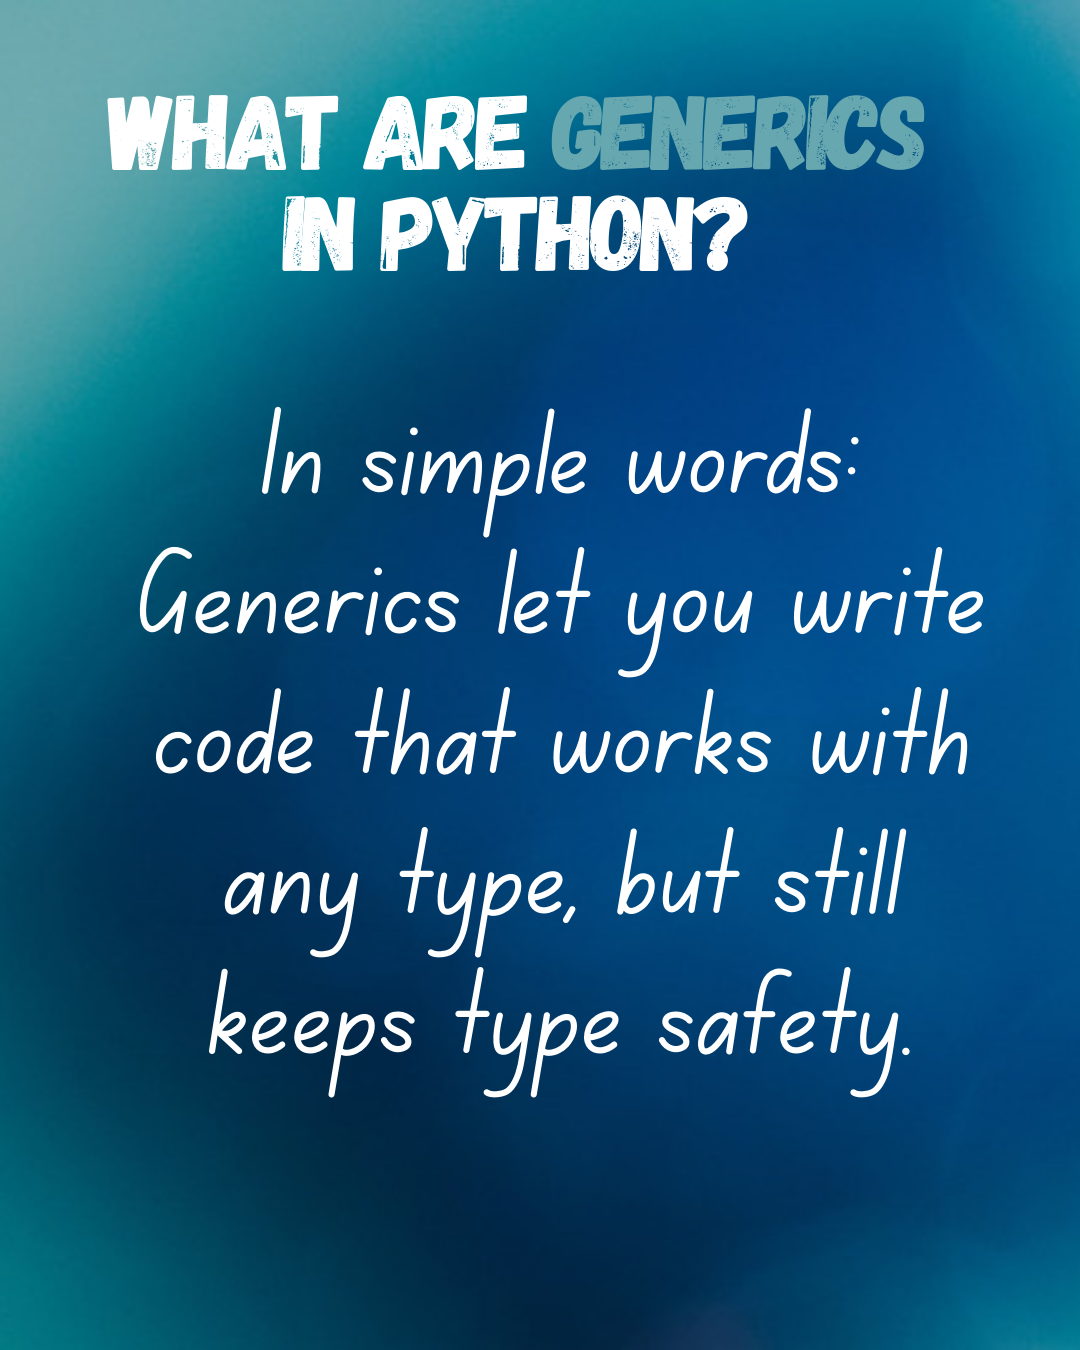 WHAT ARE GENERICS
IN PYTHON?
In simple words:
Generics let you write
code that works with
any type, but still
keeps type safety.